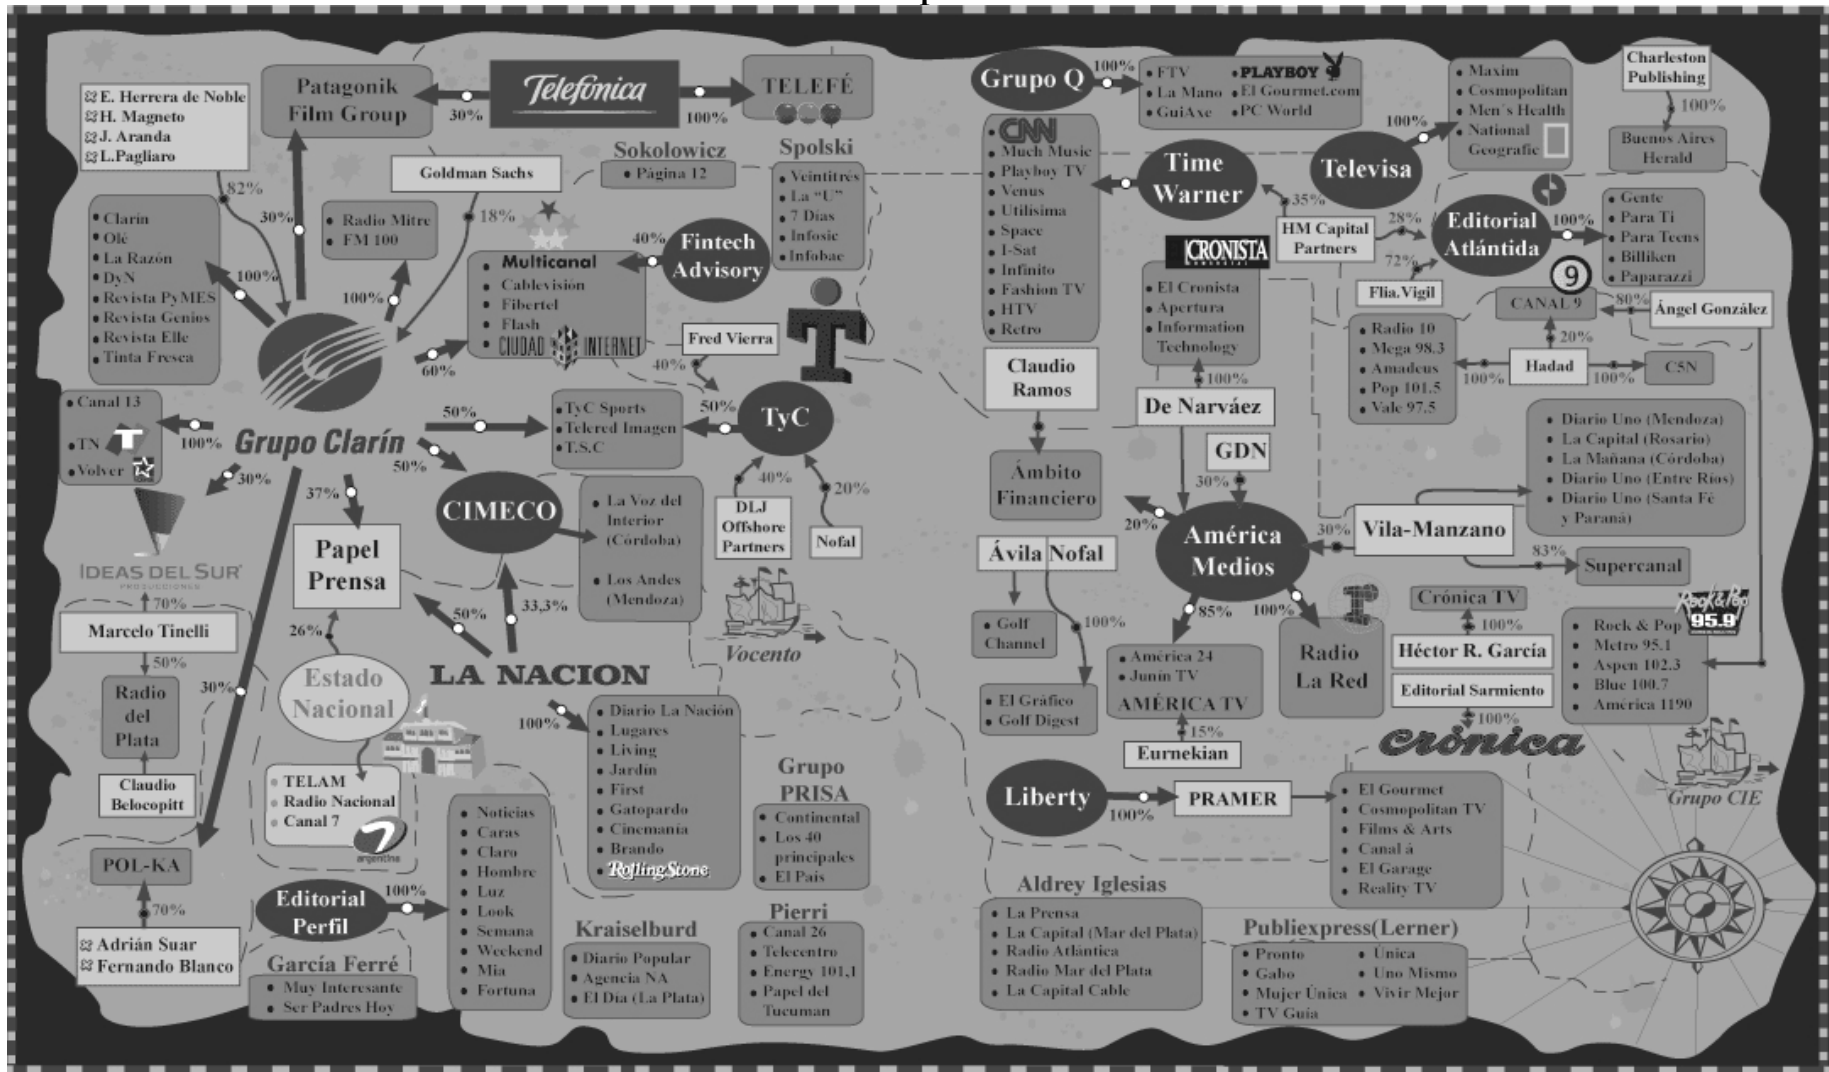 E. Herrera de Noble
H. Magneto
J. Aranda
L.Pagliaro
82%
Patagonik
Film Group
30%
Telefónica
100%
TELEFÉ
30%
Goldman Sachs
18%
Clarín
Olé
La Razón
DyN
Revista PyMES
Revista Genios
Revista Elle
Tinta Fresca
100%
Radio Mitre
FM 100
100%
Sokolowicz
Página 12
Spolski
Veintitrés
La "U"
7 Días
Infosic
Infobae
Fintech
Advisory
40%
Multicanal
Cablevisión
Fibertel
Flash
CIUDAD INTERNET
60%
Fred Vierra
40%
TyC
50%
TyC Sports
Telered Imagen
T.S.C
50%
40%
DLJ
Offshore
Partners
20%
Nofal
Canal 13
TN
Volver
100%
Grupo Clarín
30%
IDEAS DEL SUR
PRODUCCIONES
70%
Marcelo Tinelli
50%
Radio
del
Plata
Claudio
Belocopitt
37%
Papel
Prensa
26%
Estado
Nacional
TELAM
Radio Nacional
Canal 7
argentina
50%
CIMECO
La Voz del
Interior
(Córdoba)
Los Andes
(Mendoza)
50%
33,3%
Vocento
LA NACION
100%
Diario La Nación
Lugares
Living
Jardín
First
Gatopardo
Cinemanía
Brando
RollingStone
30%
POL-KA
70%
Adrián Suar
Fernando Blanco
Editorial
Perfil
100%
Noticias
Caras
Claro
Hombre
Luz
Look
Semana
Weekend
Mia
Fortuna
García Ferré
Muy Interesante
Ser Padres Hoy
Kraiselburd
Diario Popular
Agencia NA
El Día (La Plata)
Grupo
PRISA
Continental
Los 40
principales
El Pais
Pierri
Canal 26
Telecentro
Energy 101,1
Papel del
Tucuman
Grupo Q
100%
FTV
La Mano
GuiAxe
PLAYBOY
El Gourmet.com
PC World
CNN
Much Music
Playboy TV
Venus
Utilísima
Space
I-Sat
Infinito
Fashion TV
HTV
Retro
Time
Warner
35%
HM Capital
Partners
28%
Televisa
100%
Maxim
Cosmopolitan
Men´s Health
National
Geografic
Charleston
Publishing
100%
Buenos Aires
Herald
Editorial
Atlántida
100%
Gente
Para Ti
Para Teens
Billiken
Paparazzi
72%
Flia.Vigil
CRONISTA
El Cronista
Apertura
Information
Technology
100%
De Narváez
9
CANAL 9
80%
Ángel González
20%
Hadad
100%
100%
C5N
Radio 10
Mega 98.3
Amadeus
Pop 101.5
Vale 97.5
Claudio
Ramos
Ámbito
Financiero
20%
GDN
30%
América
Medios
30%
Vila-Manzano
Diario Uno (Mendoza)
La Capital (Rosario)
La Mañana (Córdoba)
Diario Uno (Entre Ríos)
Diario Uno (Santa Fé
y Paraná)
83%
Supercanal
Ávila Nofal
Golf
Channel
100%
El Gráfico
Golf Digest
85%
América 24
Junín TV
AMÉRICA TV
15%
Eurnekian
100%
Radio
La Red
Crónica TV
100%
Héctor R. García
Editorial Sarmiento
100%
crónica
Rock&Pop
95.9
Rock & Pop
Metro 95.1
Aspen 102.3
Blue 100.7
América 1190
Grupo CIE
Liberty
100%
PRAMER
El Gourmet
Cosmopolitan TV
Films & Arts
Canal á
El Garage
Reality TV
Aldrey Iglesias
La Prensa
La Capital (Mar del Plata)
Radio Atlántica
Radio Mar del Plata
La Capital Cable
Publiexpress(Lerner)
Pronto
Gabo
Mujer Única
TV Guía
Única
Uno Mismo
Vivir Mejor